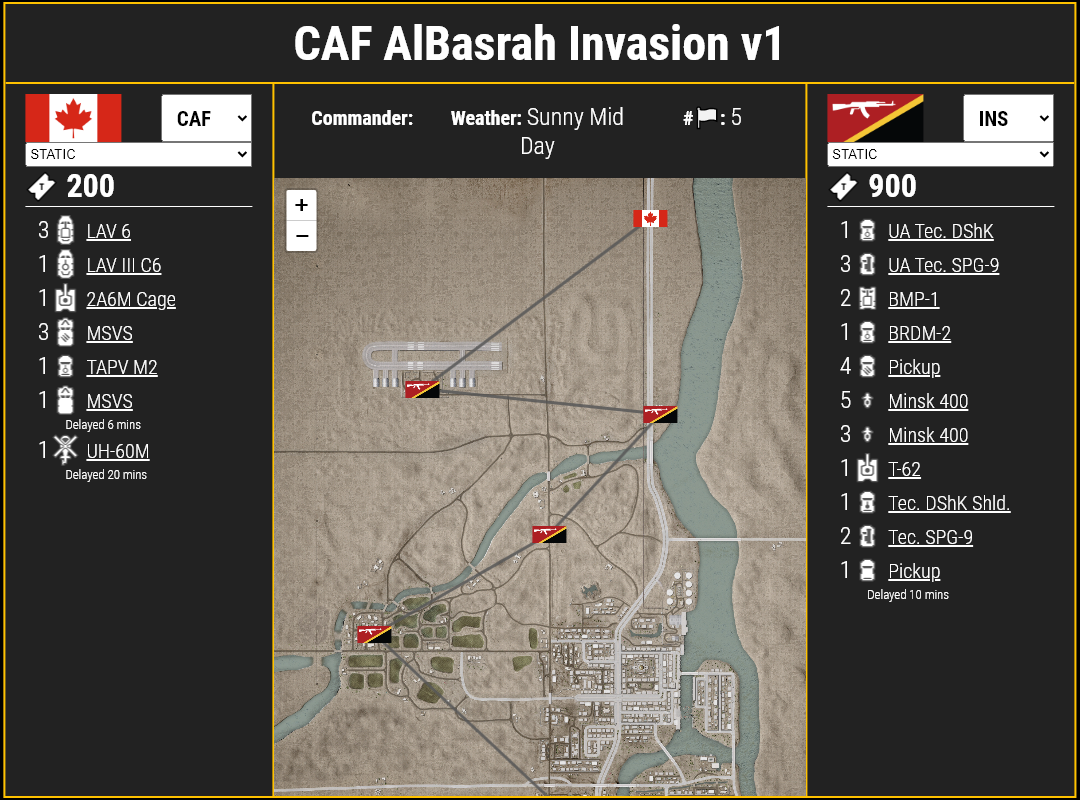 CAF AlBasrah Invasion v1
CAF
STATIC
T 200
3 LAV 6
1 LAV III C6
1 2A6M Cage
3 MSVS
1 TAPV M2
1 MSVS
Delayed 6 mins
1 UH-60M
Delayed 20 mins
Commander:
Weather: Sunny Mid
Day
# : 5
+
−
INS
STATIC
T 900
1 UA Tec. DShK
3 UA Tec. SPG-9
2 BMP-1
1 BRDM-2
4 Pickup
5 Minsk 400
3 Minsk 400
1 T-62
1 Tec. DShK Shld.
2 Tec. SPG-9
1 Pickup
Delayed 10 mins